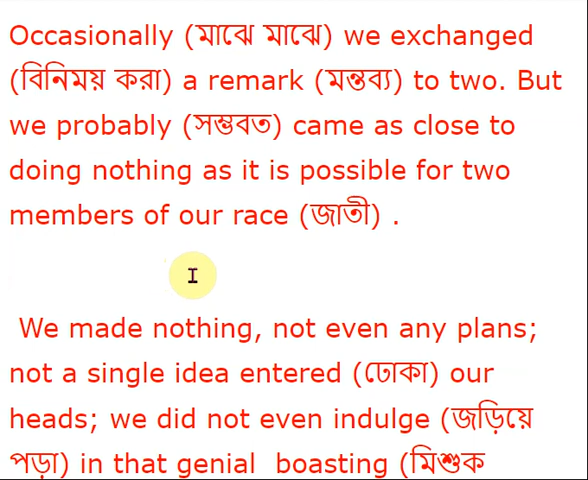 Occasionally (মাঝে মাঝে) we exchanged
(বিনিময় করা) a remark (মন্তব্য) to two. But
we probably (সম্ভবত) came as close to
doing nothing as it is possible for two
members of our race (জাতী) .
We made nothing, not even any plans;
not a single idea entered (ঢোকা) our
heads; we did not even indulge (জড়িয়ে
পড়া) in that genial boasting (মিশুক